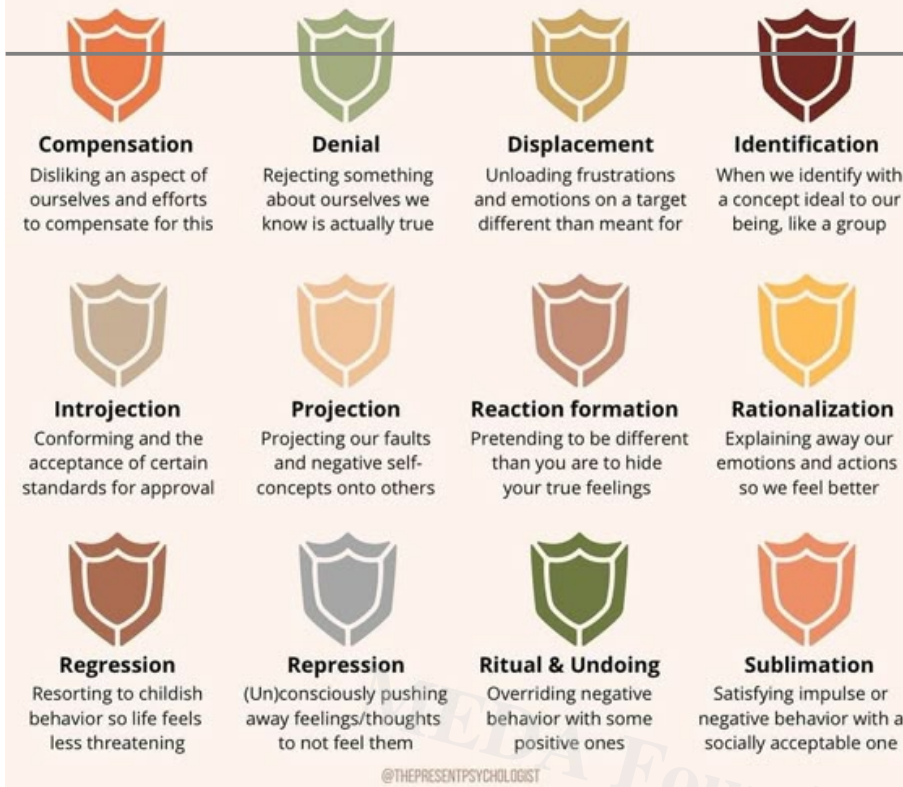 Compensation
Disliking an aspect of
ourselves and efforts
to compensate for this
Denial
Rejecting something
about ourselves we
know is actually true
Displacement
Unloading frustrations
and emotions on a target
different than meant for
Identification
When we identify with
a concept ideal to our
being, like a group
Introjection
Conforming and the
acceptance of certain
standards for approval
Projection
Projecting our faults
and negative self-
concepts onto others
Reaction formation
Pretending to be different
than you are to hide
your true feelings
Rationalization
Explaining away our
emotions and actions
so we feel better
Regression
Resorting to childish
behavior so life feels
less threatening
Repression
(Un)consciously pushing
away feelings/thoughts
to not feel them
Ritual & Undoing
Overriding negative
behavior with some
positive ones
Sublimation
Satisfying impulse or
negative behavior with a
socially acceptable one
@THEPRESENTPSYCHOLOGIST
MEDA